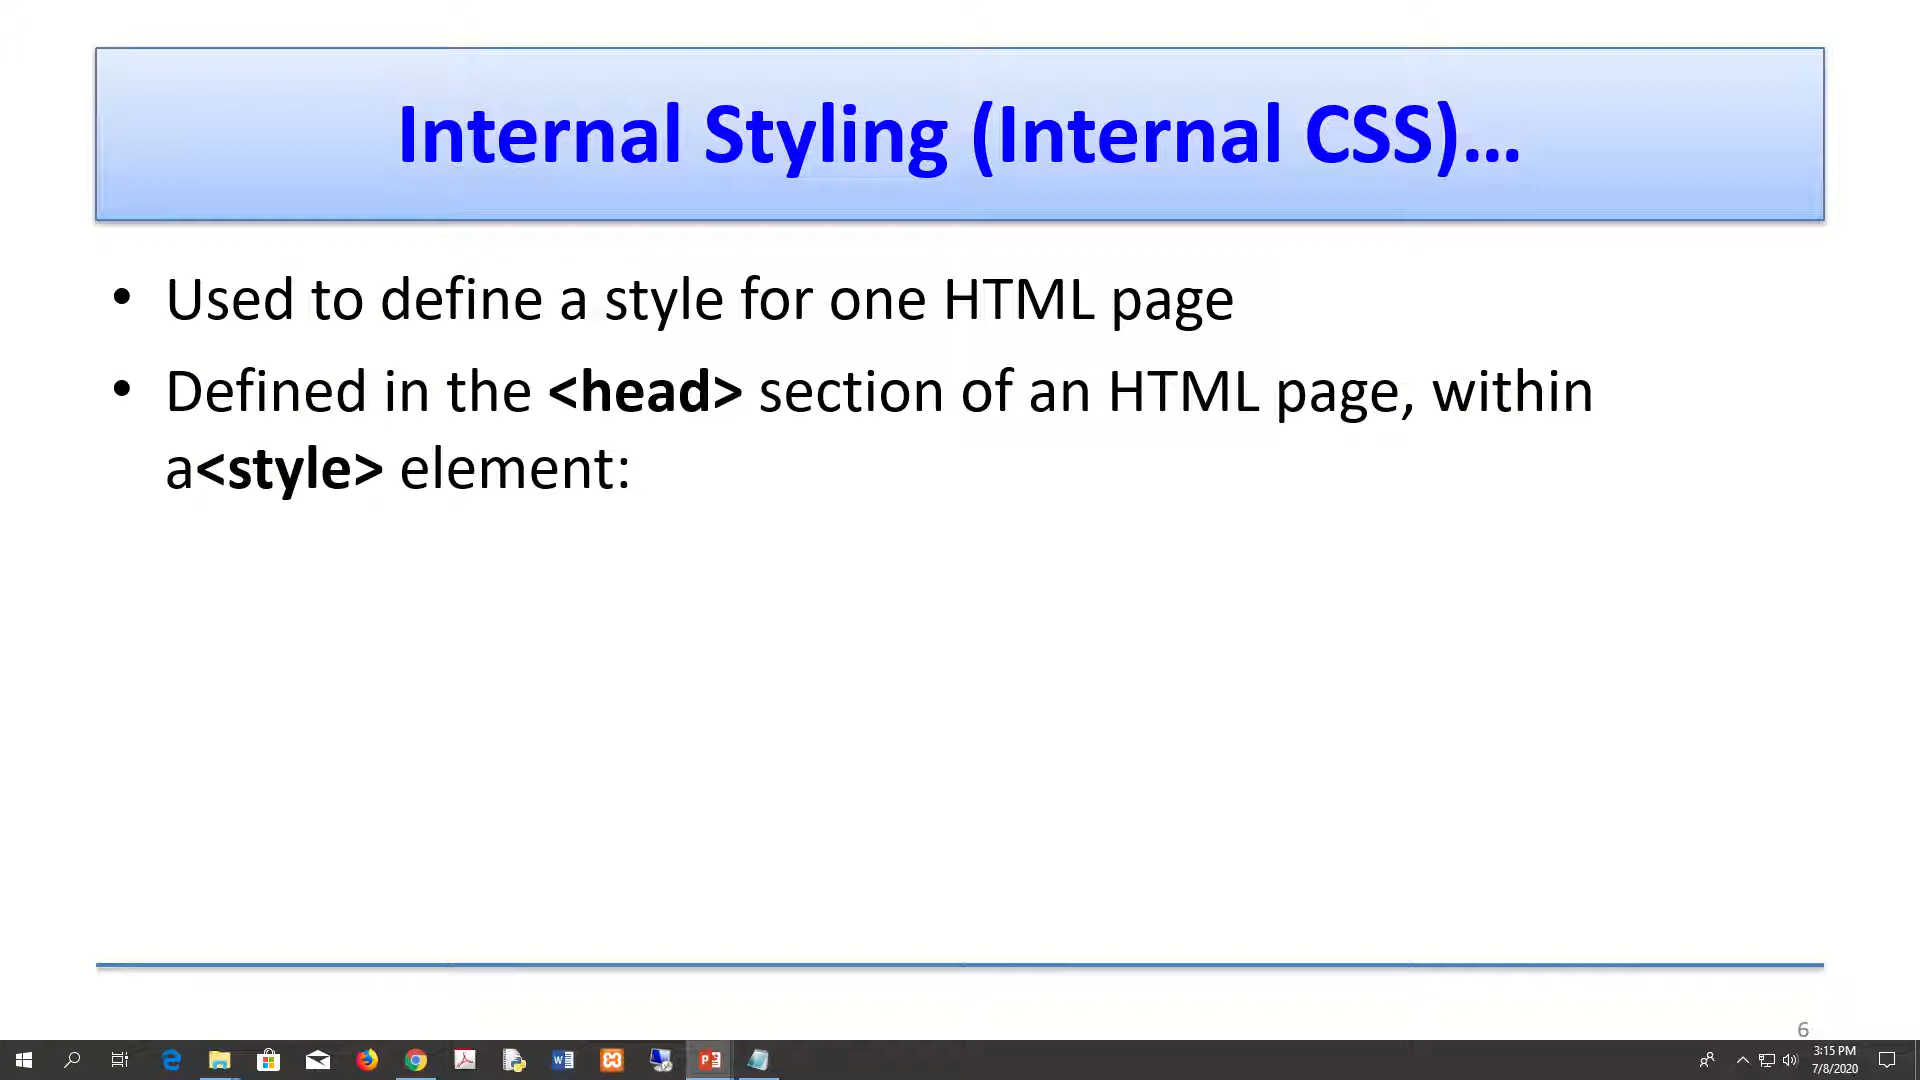 Internal Styling (Internal CSS)...
• Used to define a style for one HTML page
• Defined in the <head> section of an HTML page, within
a<style> element:
6
3:15 PM
7/8/2020